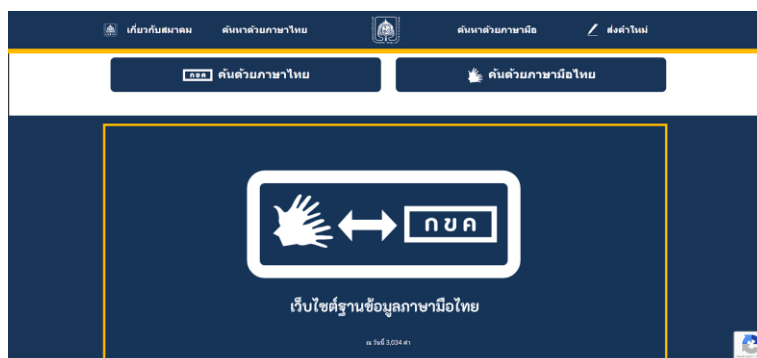 เกี่ยวกับสมาคม ค้นหาด้วยภาษาไทย ค้นหาด้วยภาษามือ ส่งคำใหม่
กขค ค้นด้วยภาษาไทย ค้นด้วยภาษามือไทย
กขค
เว็บไซต์ฐานข้อมูลภาษามือไทย
ณ วันนี้ 3,034 คำ